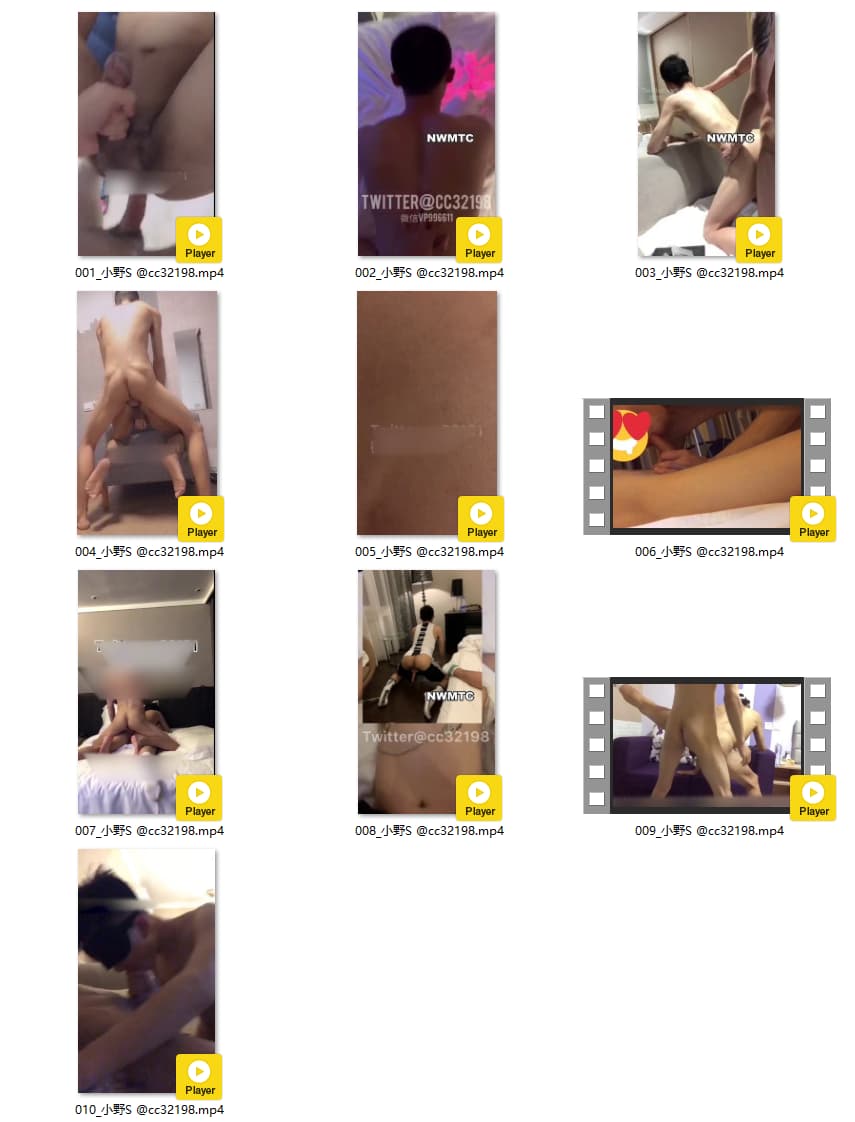 NWMTC
TWITTER@CC32198
微信VP996611
NWMTC
Player
Player
Player
001_小野S @cc32198.mp4
002_小野S @cc32198.mp4
003_小野S @cc32198.mp4
Player
Player
Player
004_小野S @cc32198.mp4
005_小野S @cc32198.mp4
006_小野S @cc32198.mp4
NWMTC
Twitter@cc32198
Player
Player
Player
007_小野S @cc32198.mp4
008_小野S @cc32198.mp4
009_小野S @cc32198.mp4
Player
010_小野S @cc32198.mp4